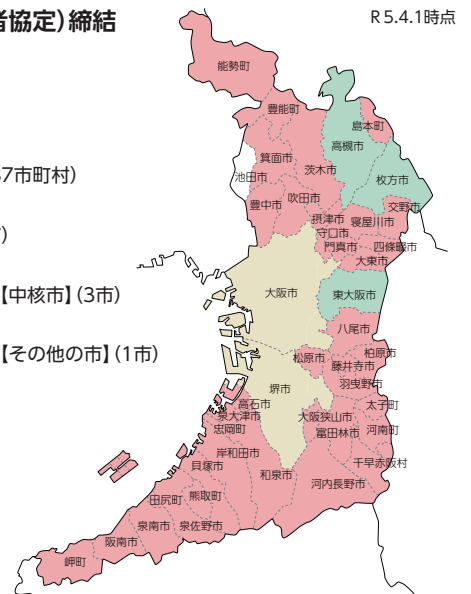 者協定）締結
R5.4.1時点
37市町村）
）
【中核市】（3市）
【その他の市】（1市）
能勢町
豊能町
島本町
高槻市
箕面市
茨木市
池田市
枚方市
豊中市
吹田市
交野市
摂津市
寝屋川市
守口市
門真市
四條畷市
大東市
大阪市
東大阪市
八尾市
松原市
柏原市
藤井寺市
羽曳野市
堺市
高石市
泉大津市
忠岡町
大阪狭山市
太子町
富田林市
河南町
岸和田市
千早赤阪村
貝塚市
和泉市
河内長野市
熊取町
田尻町
泉南市
泉佐野市
阪南市
岬町